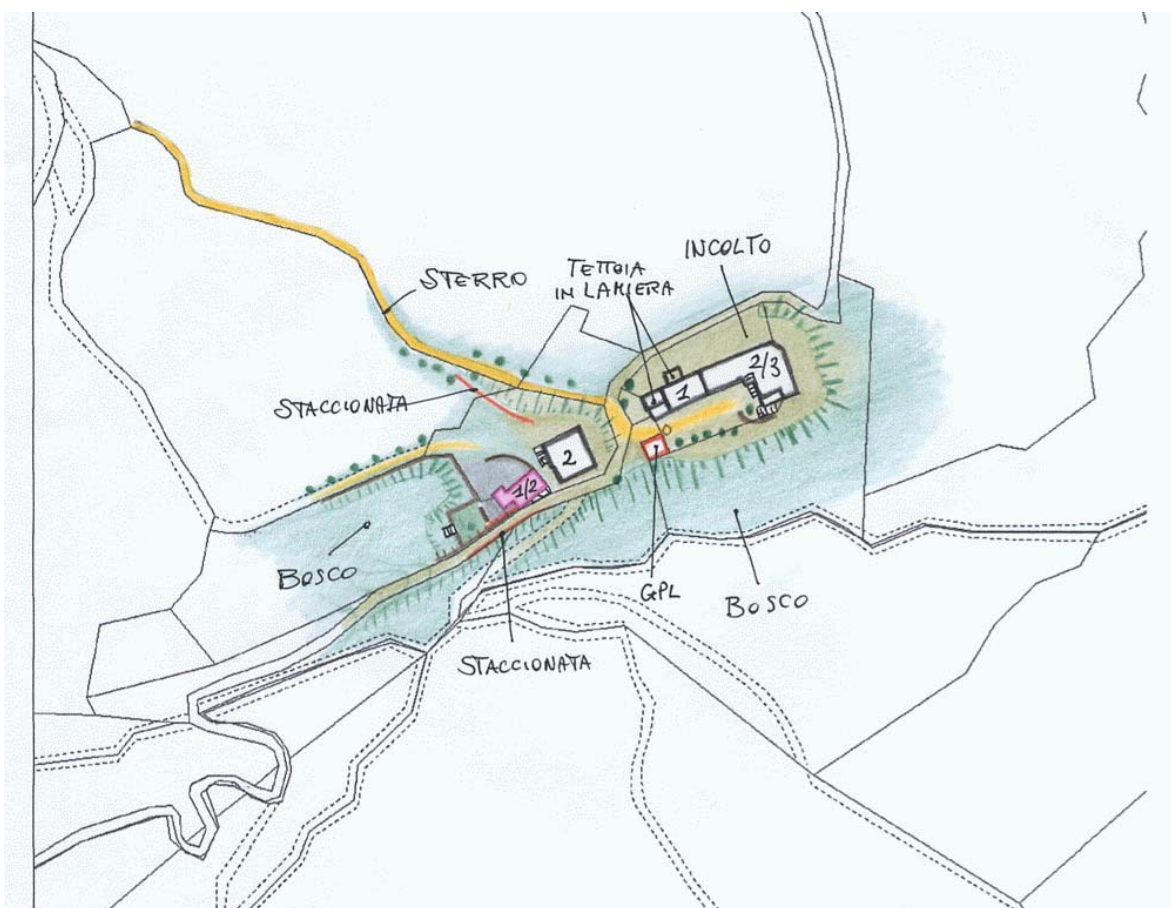 INCOLTO
TETTOIA
IN LAMIERA
STERRO
2/3
1
STACCIONATA
2
1
1/2
BOSCO
GPL
BOSCO
STACCIONATA